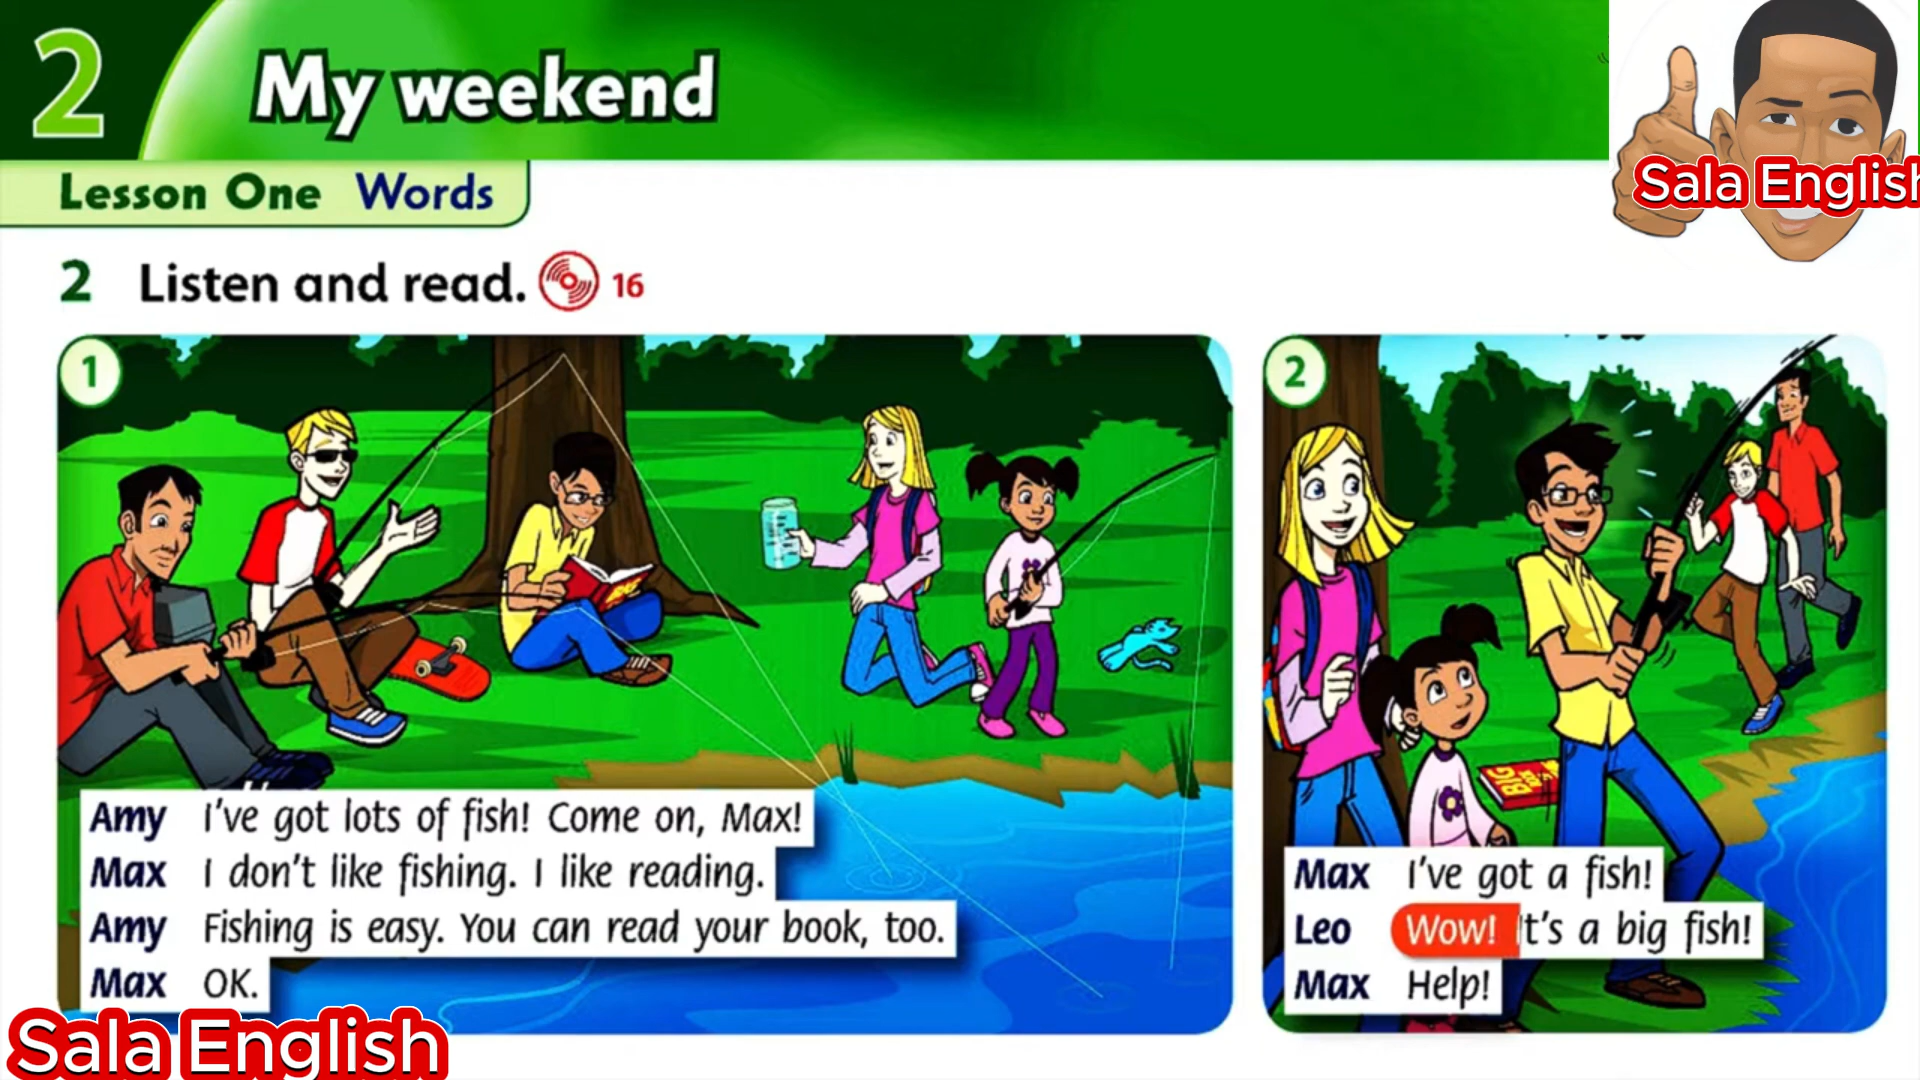 2
My weekend
Lesson One Words
Sala English
2 Listen and read. 16
1
Amy I've got lots of fish! Come on, Max!
Max I don't like fishing. I like reading.
Amy Fishing is easy. You can read your book, too.
Max OK.
2
BIG
Max I've got a fish!
Leo Wow! It's a big fish!
Max Help!
Sala English